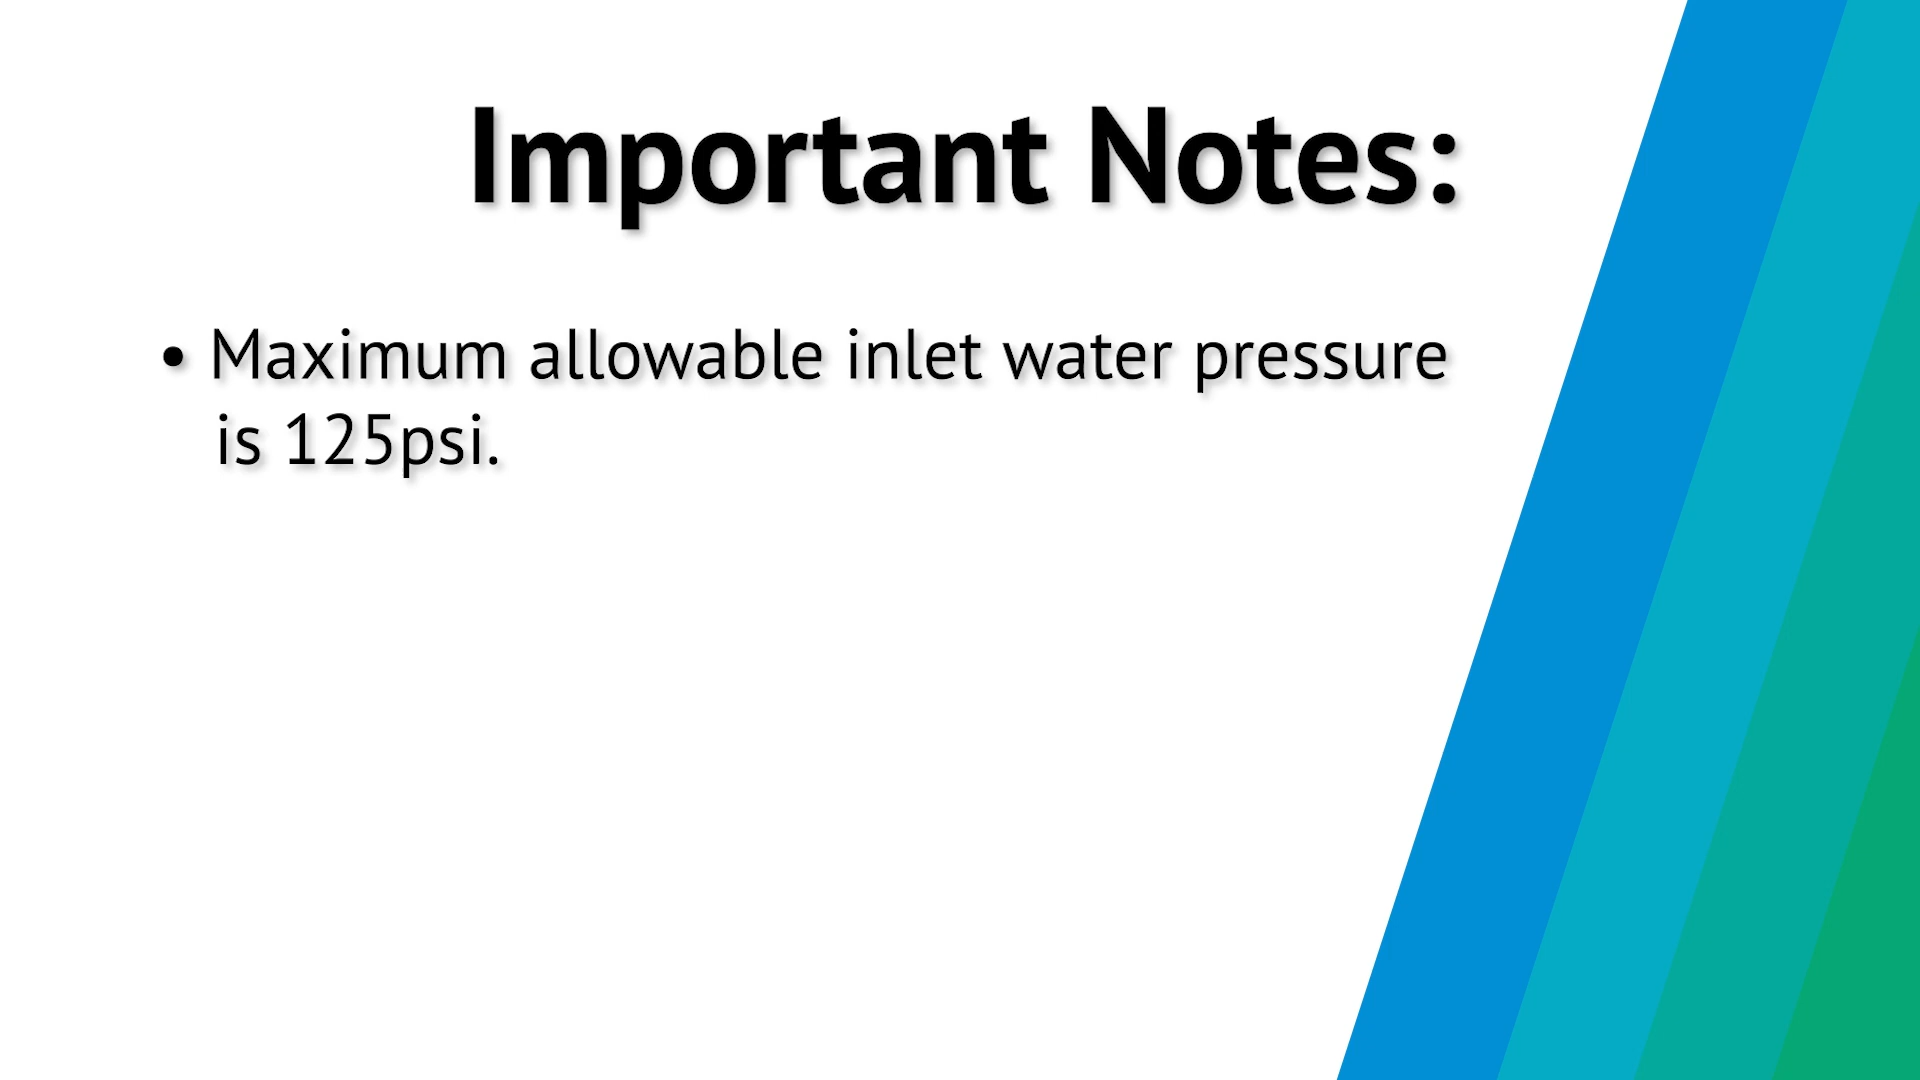 Important Notes:
• Maximum allowable inlet water pressure
is 125psi.